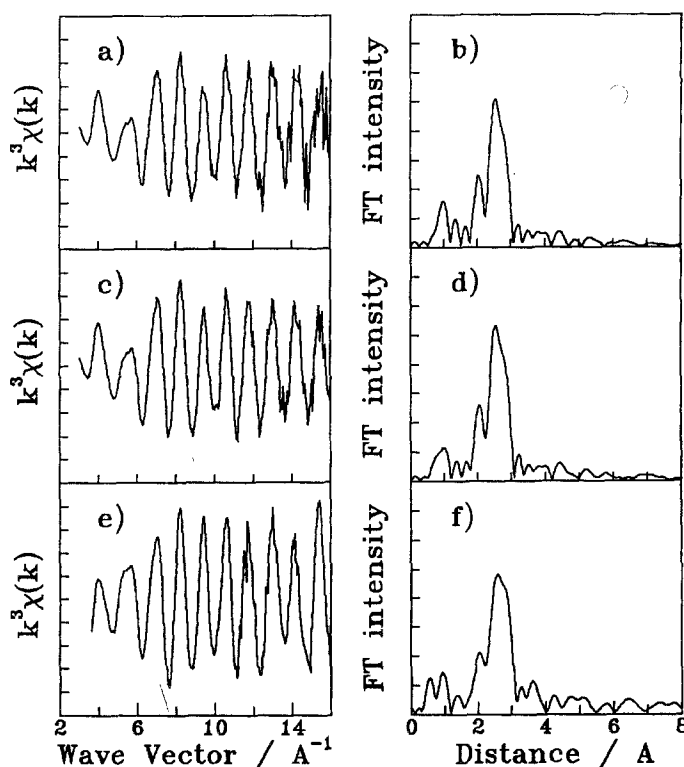 a)
k³χ(k)
b)
FT intensity
c)
k³χ(k)
d)
FT intensity
e)
k³χ(k)
f)
FT intensity
2 6 10 14
Wave Vector / A⁻¹
0 2 4 6 8
Distance / A